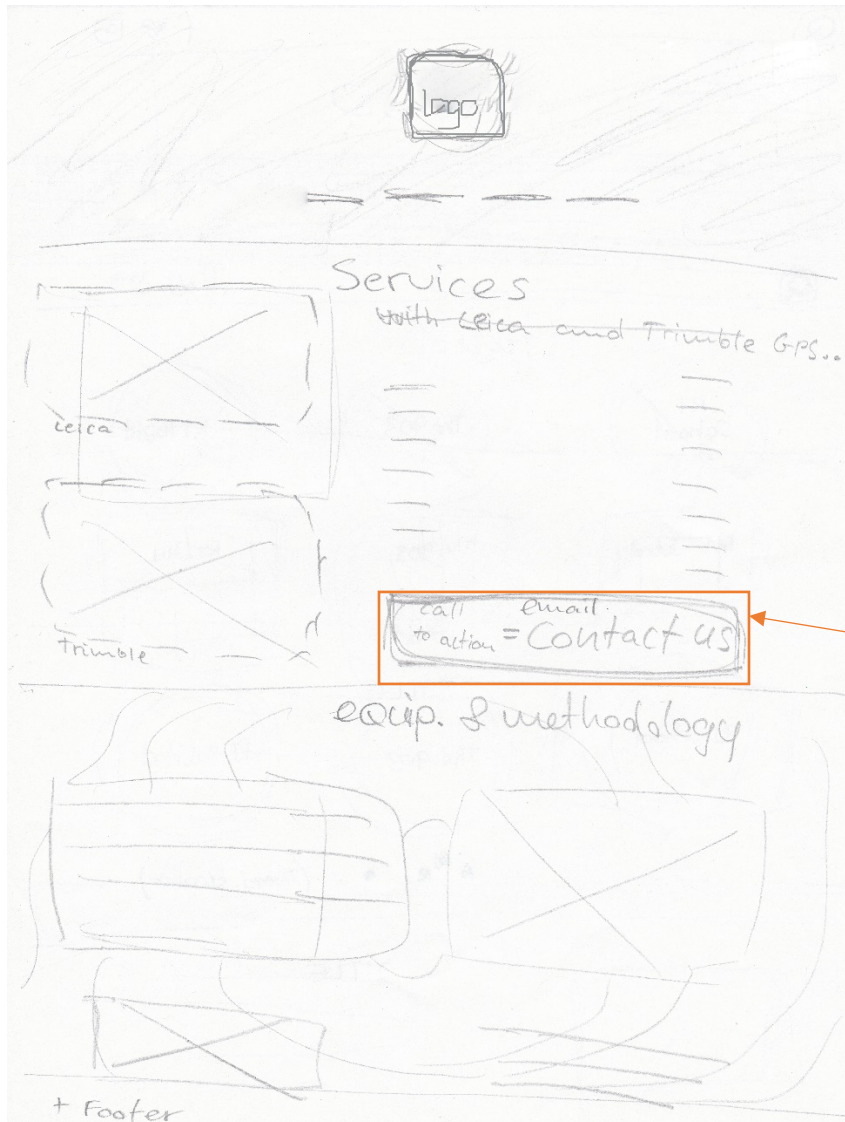 logo
Services
with Leica and Trimble GPS..
Leica
trimble
call email.
to action = Contact us
equip. & methodology
+ Footer